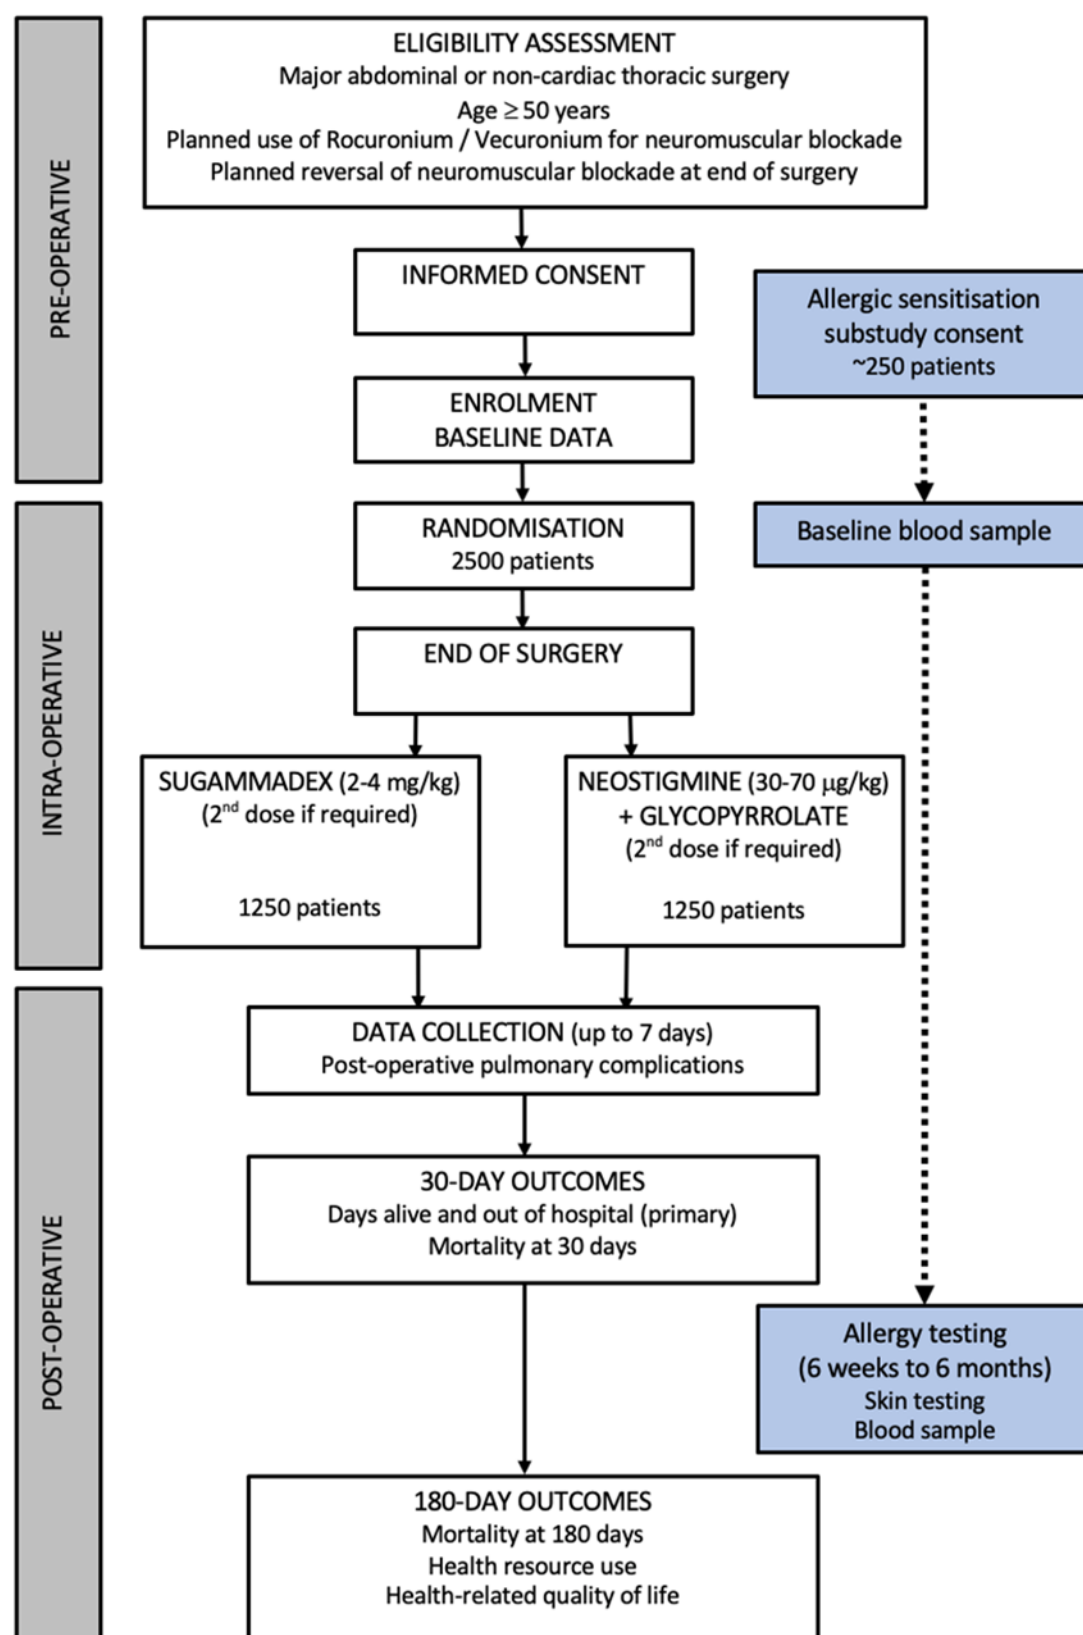 PRE-OPERATIVE
ELIGIBILITY ASSESSMENT
Major abdominal or non-cardiac thoracic surgery
Age ≥ 50 years
Planned use of Rocuronium / Vecuronium for neuromuscular blockade
Planned reversal of neuromuscular blockade at end of surgery
INFORMED CONSENT
Allergic sensitisation
substudy consent
~250 patients
ENROLMENT
BASELINE DATA
INTRA-OPERATIVE
RANDOMISATION
2500 patients
Baseline blood sample
END OF SURGERY
SUGAMMADEX (2-4 mg/kg)
(2nd dose if required)
1250 patients
NEOSTIGMINE (30-70 μg/kg)
+ GLYCOPYRROLATE
(2nd dose if required)
1250 patients
POST-OPERATIVE
DATA COLLECTION (up to 7 days)
Post-operative pulmonary complications
30-DAY OUTCOMES
Days alive and out of hospital (primary)
Mortality at 30 days
Allergy testing
(6 weeks to 6 months)
Skin testing
Blood sample
180-DAY OUTCOMES
Mortality at 180 days
Health resource use
Health-related quality of life